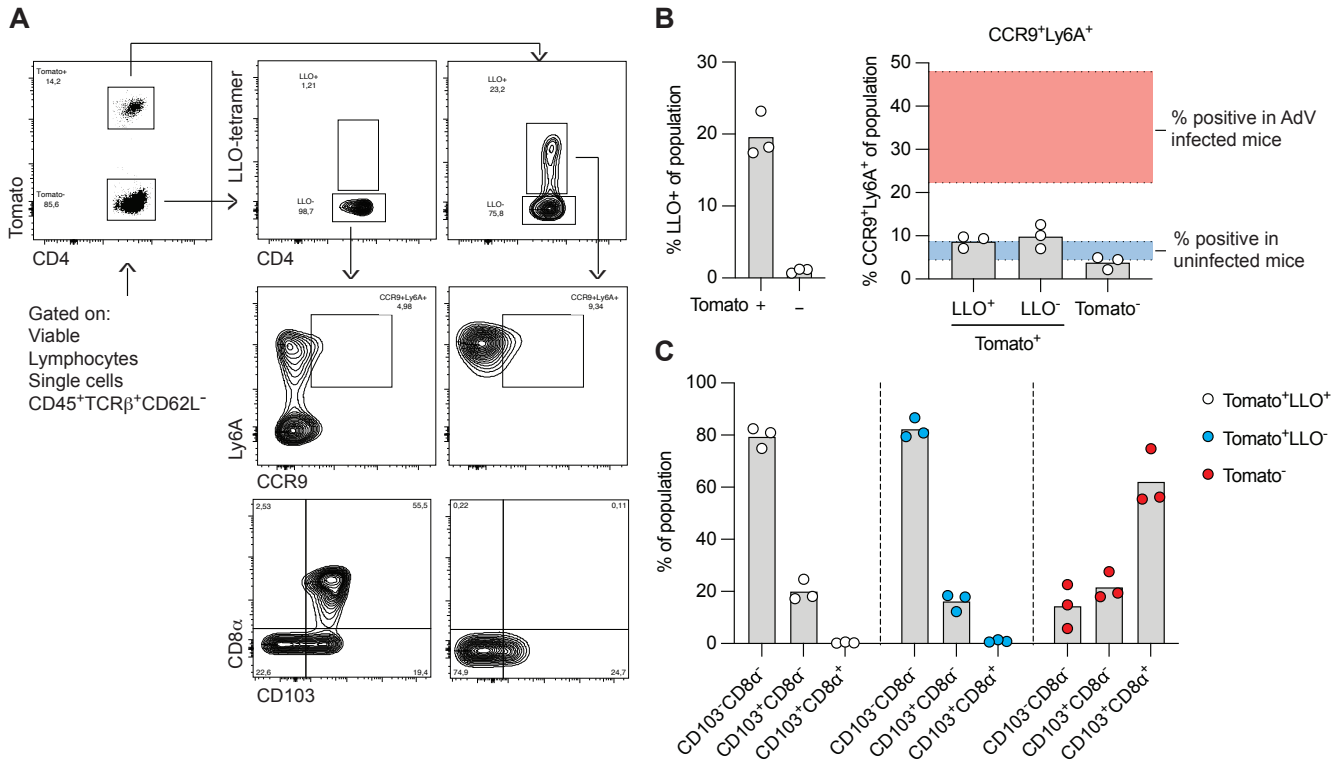 A
Tomato+
14,2
Tomato-
85,6
Tomato
CD4
LLO+
1,21
LLO-
98,7
LLO-tetramer
CD4
LLO+
23,2
LLO-
75,8
Gated on:
Viable
Lymphocytes
Single cells
CD45⁺TCRβ⁺CD62L⁻
CCR9+Ly6A+
4,98
CCR9+Ly6A+
9,34
Ly6A
CCR9
2,53
55,5
22,6
19,4
0,22
0,11
74,9
24,7
CD8α
CD103
B
% LLO+ of population
30
20
10
0
Tomato + –
CCR9⁺Ly6A⁺
% CCR9⁺Ly6A⁺ of population
50
40
30
20
10
0
LLO⁺ LLO⁻ Tomato⁻
Tomato⁺
% positive in AdV
infected mice
% positive in
uninfected mice
C
% of population
100
80
60
40
20
0
CD103⁻CD8α⁻
CD103⁺CD8α⁻
CD103⁺CD8α⁺
CD103⁻CD8α⁻
CD103⁺CD8α⁻
CD103⁺CD8α⁺
CD103⁻CD8α⁻
CD103⁺CD8α⁻
CD103⁺CD8α⁺
Tomato⁺LLO⁺
Tomato⁺LLO⁻
Tomato⁻